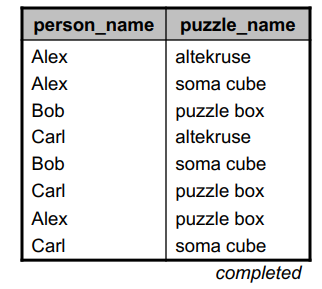 person_name puzzle_name
Alex altekruse
Alex soma cube
Bob puzzle box
Carl altekruse
Bob soma cube
Carl puzzle box
Alex puzzle box
Carl soma cube
completed